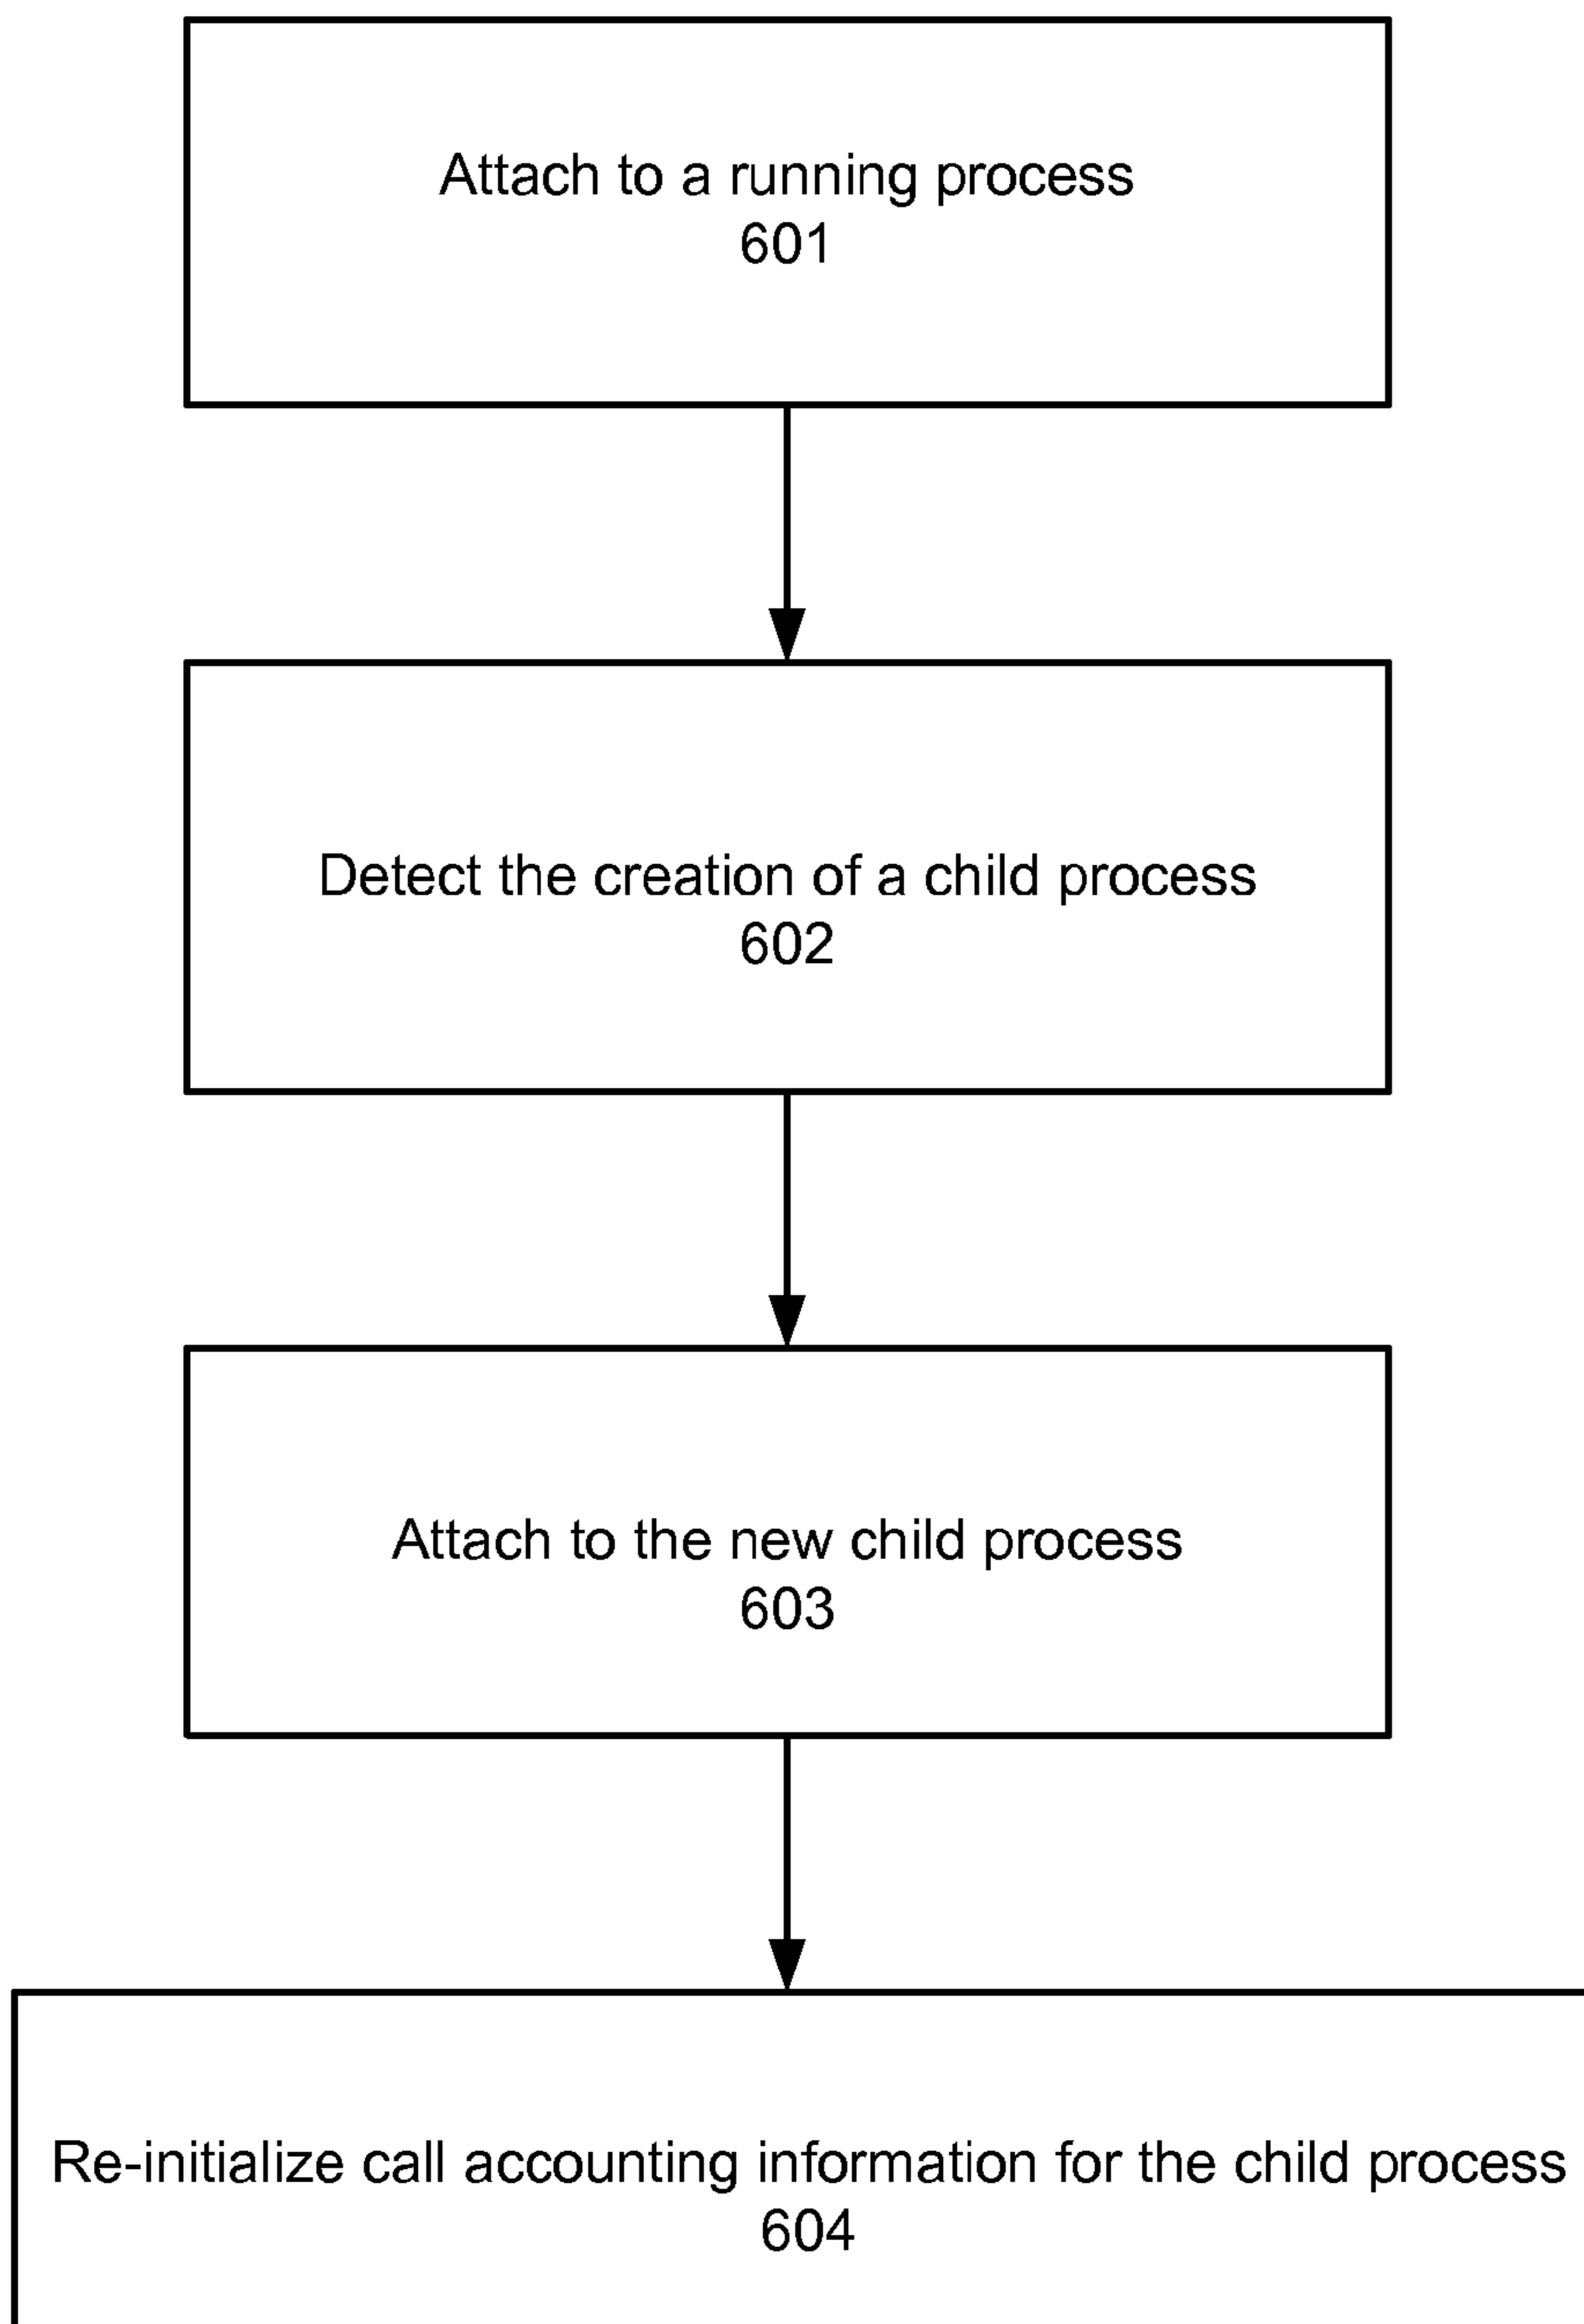 Attach to a running process
601
Detect the creation of a child process
602
Attach to the new child process
603
Re-initialize call accounting information for the child process
604